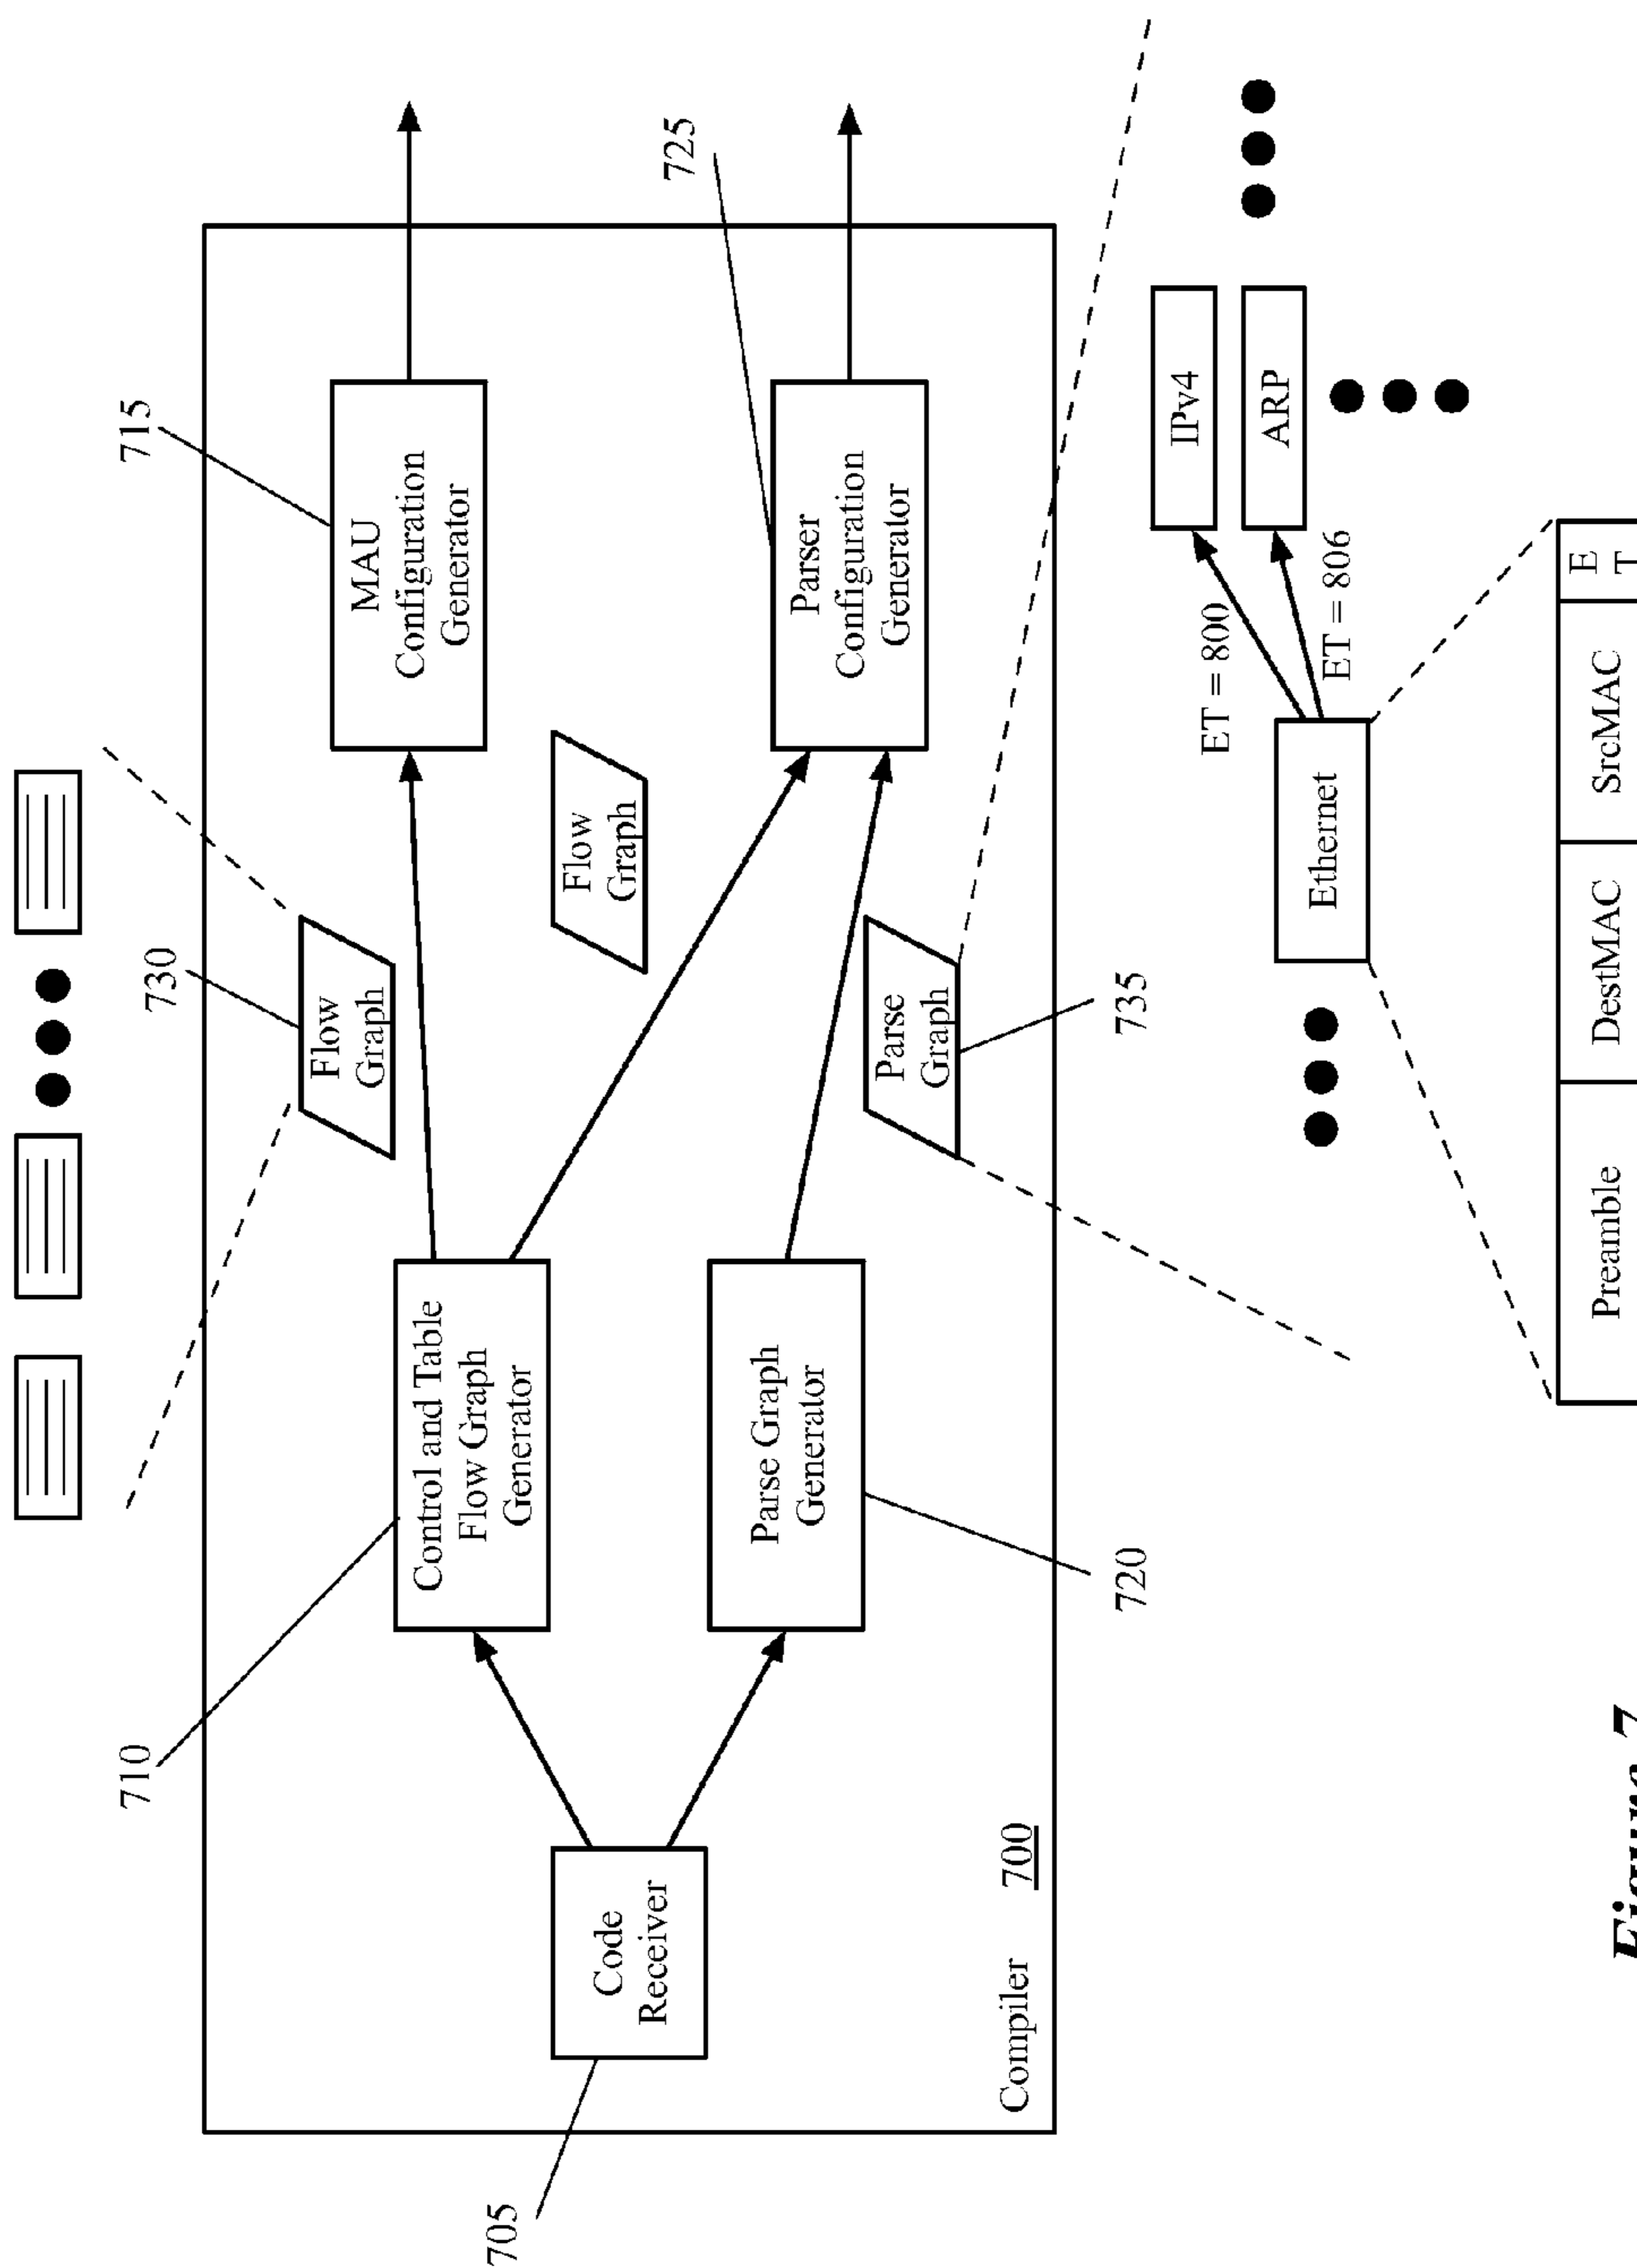 730
Flow
Graph
710
715
Control and Table
Flow Graph
Generator
MAU
Configuration
Generator
Code
Receiver
705
Flow
Graph
725
Parse Graph
Generator
720
Parser
Configuration
Generator
Parse
Graph
735
Compiler 700
IPv4
ET = 800
ARP
ET = 806
Ethernet
Preamble
DestMAC
SrcMAC
E
T
Figure 7